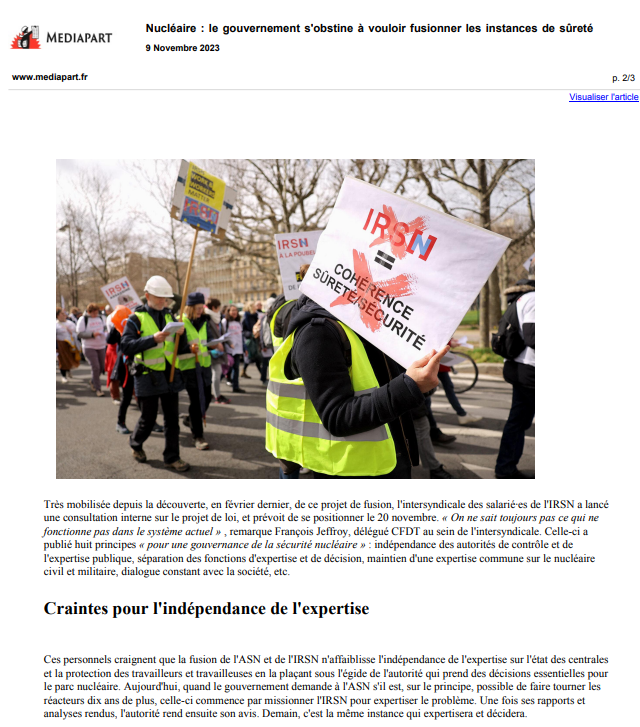 MEDIAPART
Nucléaire : le gouvernement s'obstine à vouloir fusionner les instances de sûreté
9 Novembre 2023
www.mediapart.fr
p. 2/3
Visualiser l'article
IRSN
À LA POUBELLE
IRSN
IRSN
=
COHÉRENCE
SÛRETÉ/SÉCURITÉ
Très mobilisée depuis la découverte, en février dernier, de ce projet de fusion, l'intersyndicale des salarié·es de l'IRSN a lancé
une consultation interne sur le projet de loi, et prévoit de se positionner le 20 novembre. « On ne sait toujours pas ce qui ne
fonctionne pas dans le système actuel » , remarque François Jeffroy, délégué CFDT au sein de l'intersyndicale. Celle-ci a
publié huit principes « pour une gouvernance de la sécurité nucléaire » : indépendance des autorités de contrôle et de
l'expertise publique, séparation des fonctions d'expertise et de décision, maintien d'une expertise commune sur le nucléaire
civil et militaire, dialogue constant avec la société, etc.
Craintes pour l'indépendance de l'expertise
Ces personnels craignent que la fusion de l'ASN et de l'IRSN n'affaiblisse l'indépendance de l'expertise sur l'état des centrales
et la protection des travailleurs et travailleuses en la plaçant sous l'égide de l'autorité qui prend des décisions essentielles pour
le parc nucléaire. Aujourd'hui, quand le gouvernement demande à l'ASN s'il est, sur le principe, possible de faire tourner les
réacteurs dix ans de plus, celle-ci commence par missionner l'IRSN pour expertiser le problème. Une fois ses rapports et
analyses rendus, l'autorité rend ensuite son avis. Demain, c'est la même instance qui expertisera et décidera.